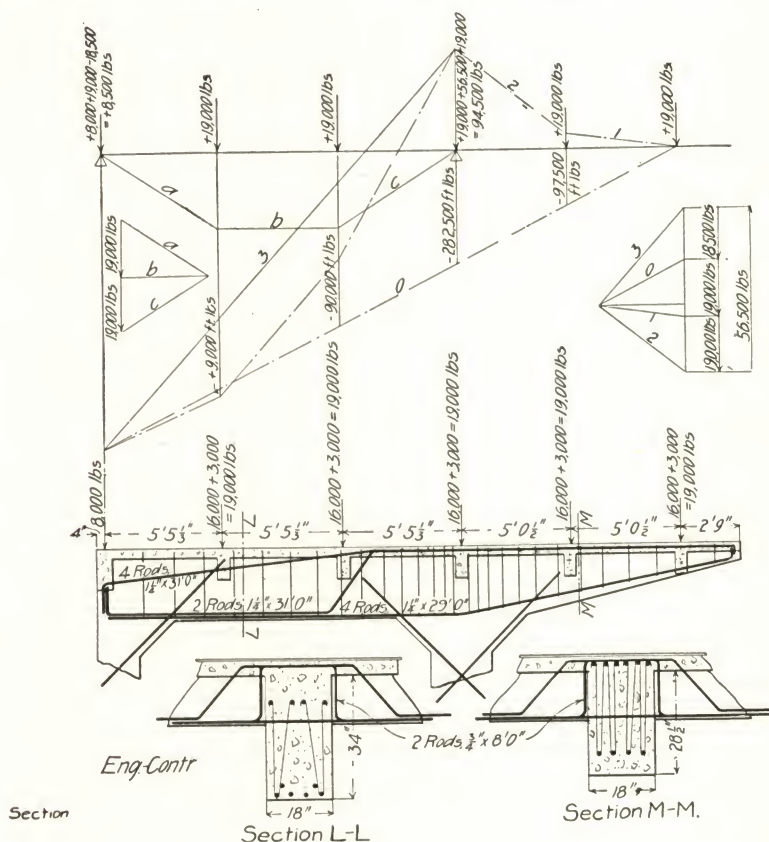 +8,000+19,000-18,500
= +8,500 lbs
+19,000 lbs
+19,000 lbs
+19,000+56,500+19,000
= 94,500 lbs
+19,000 lbs
+19,000 lbs
a
b
c
3
2
1
0
19,000 lbs
19,000 lbs
a
b
c
+9,000 ft lbs
-90,000 ft lbs
-282,500 ft lbs
-97,500
ft lbs
3
0
1
2
18,500
19,000 lbs
19,000 lbs
56,500 lbs
8,000 lbs
16,000 + 3,000
= 19,000 lbs
16,000 + 3,000 = 19,000 lbs
16,000 + 3,000 = 19,000 lbs
16,000 + 3,000 = 19,000 lbs
16,000 + 3,000
= 19,000 lbs
4"
5'5⅓"
5'5⅓"
5'5⅓"
5'0½"
5'0½"
2'9"
L
M
4 Rods
1¼"x31'0"
2 Rods 1¼"x31'0"
4 Rods
1¼"x29'0"
L
M
34"
2 Rods ¾"x8'0"
28½"
18"
18"
Eng-Contr
Section
Section L-L
Section M-M.